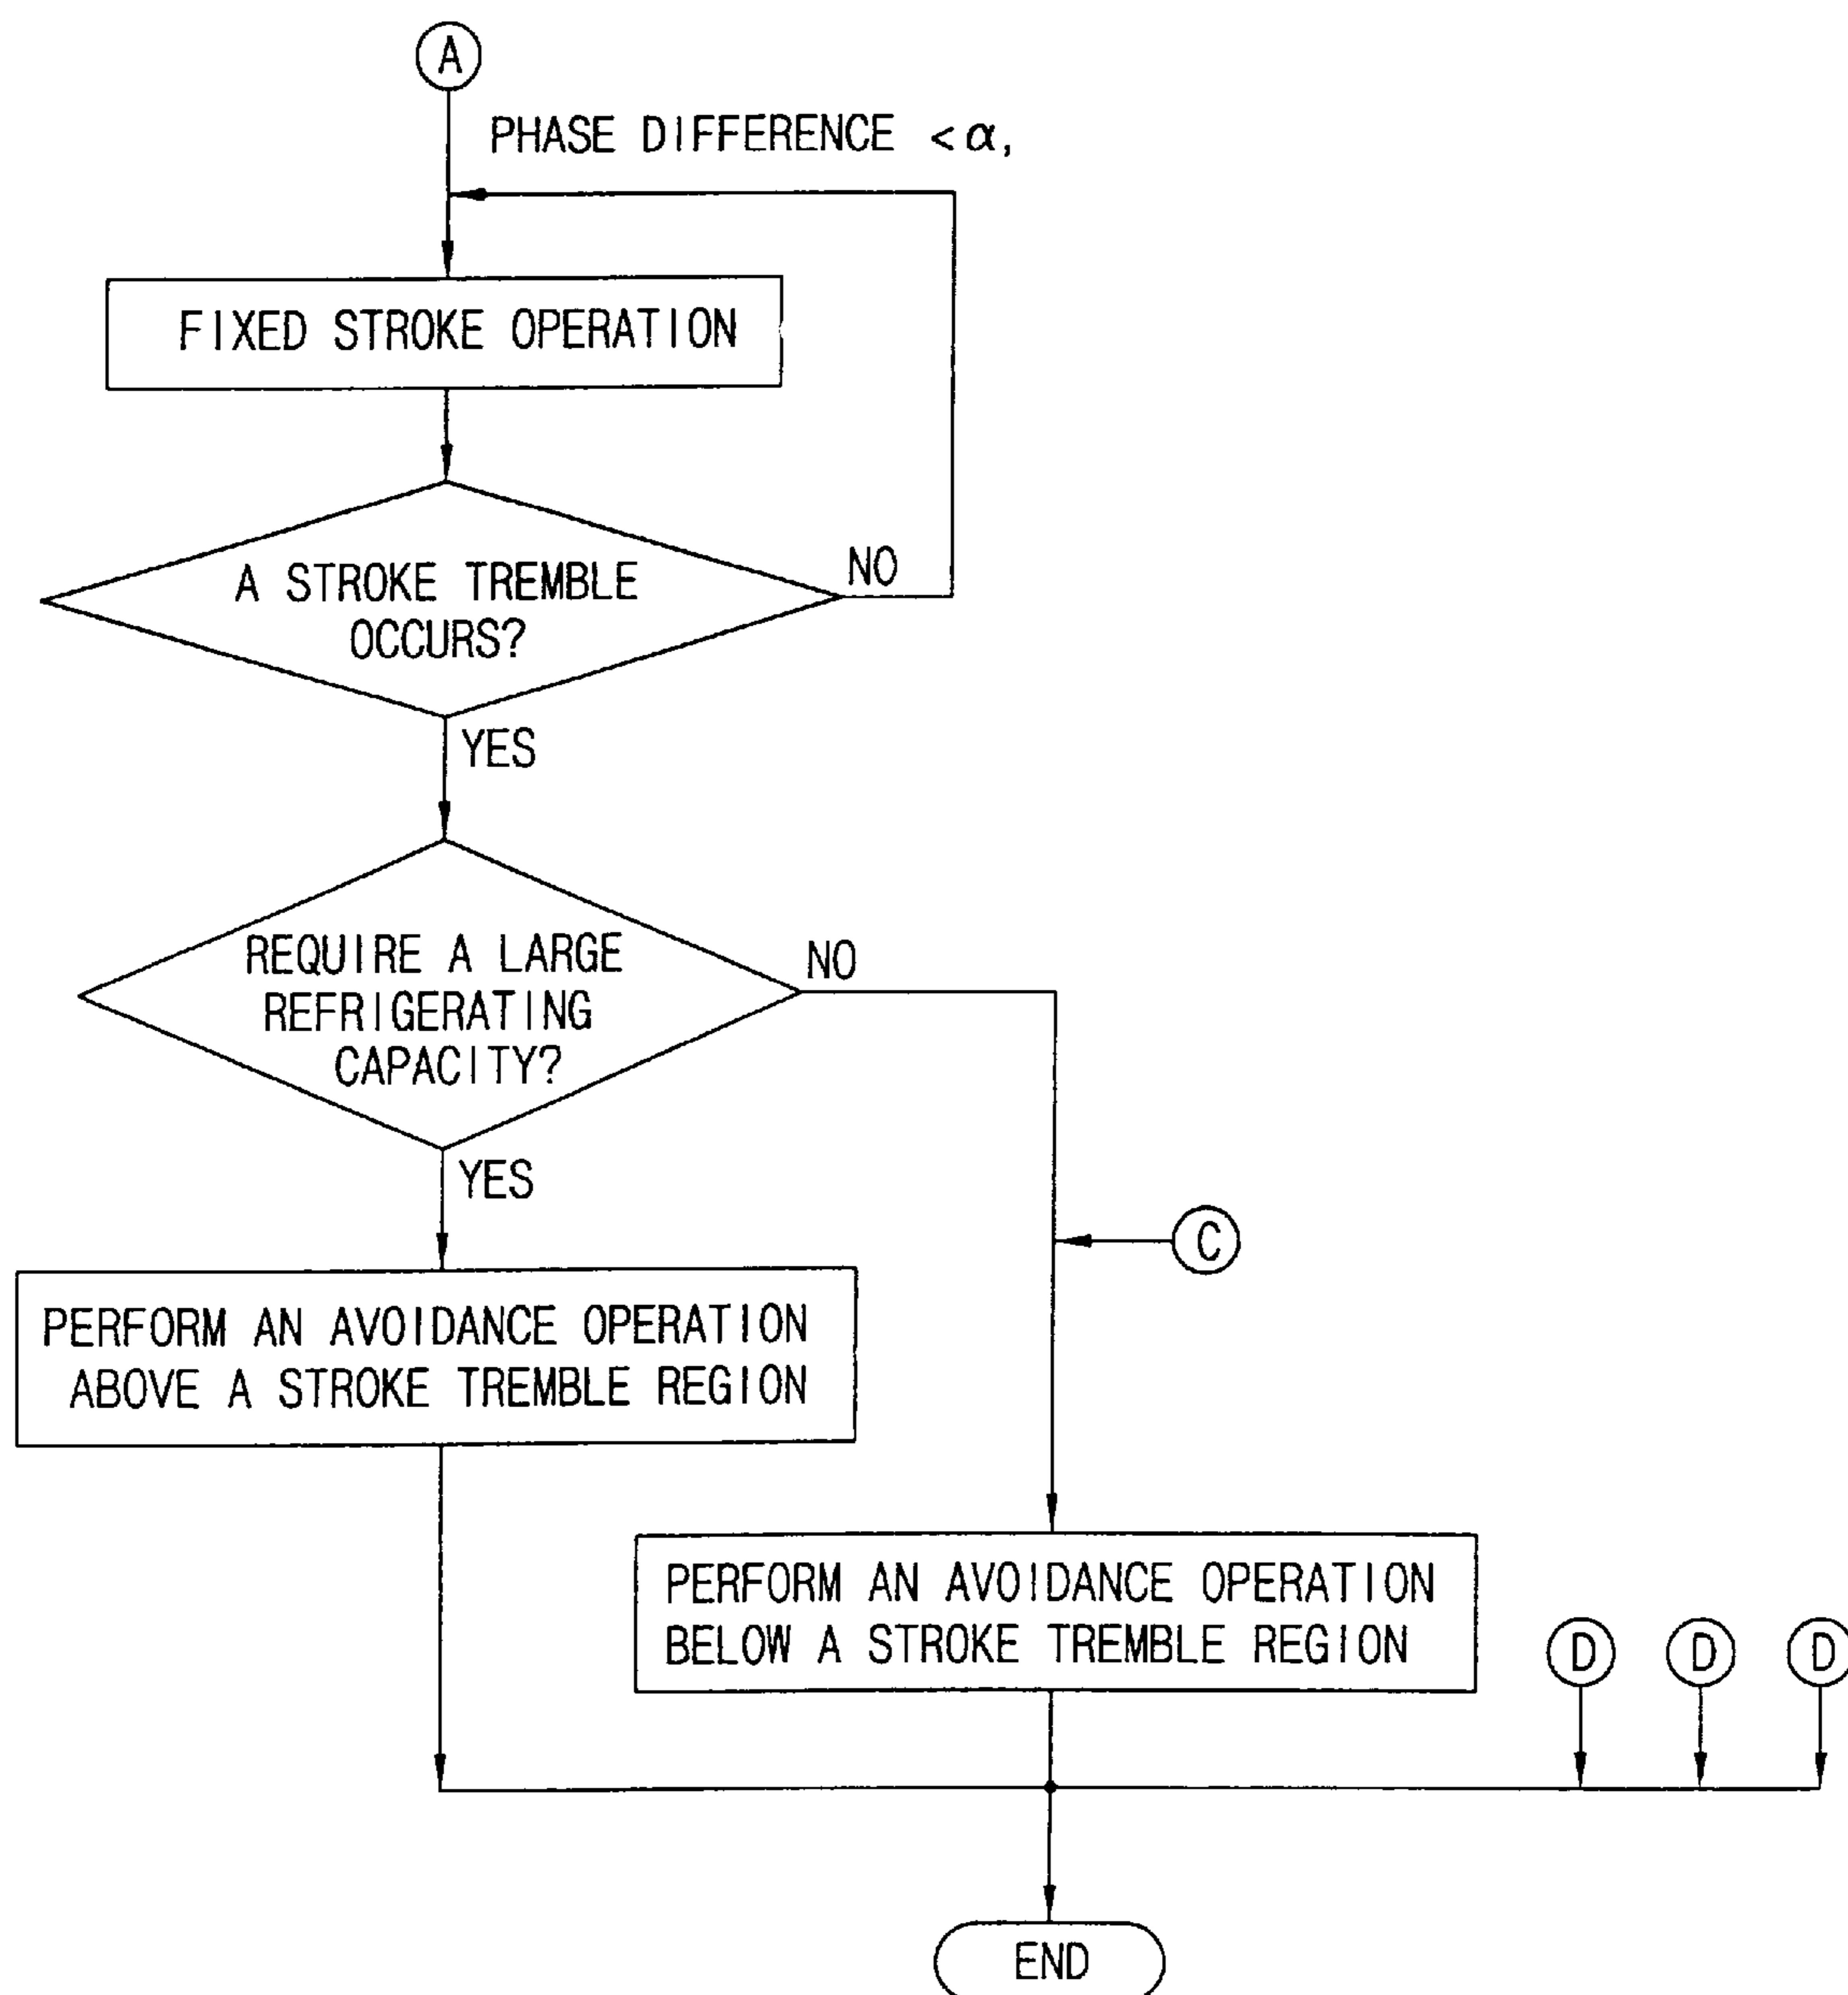 A
PHASE DIFFERENCE < α,
FIXED STROKE OPERATION
A STROKE TREMBLE
OCCURS?
NO
YES
REQUIRE A LARGE
REFRIGERATING
CAPACITY?
NO
YES
C
PERFORM AN AVOIDANCE OPERATION
ABOVE A STROKE TREMBLE REGION
PERFORM AN AVOIDANCE OPERATION
BELOW A STROKE TREMBLE REGION
D D D
END